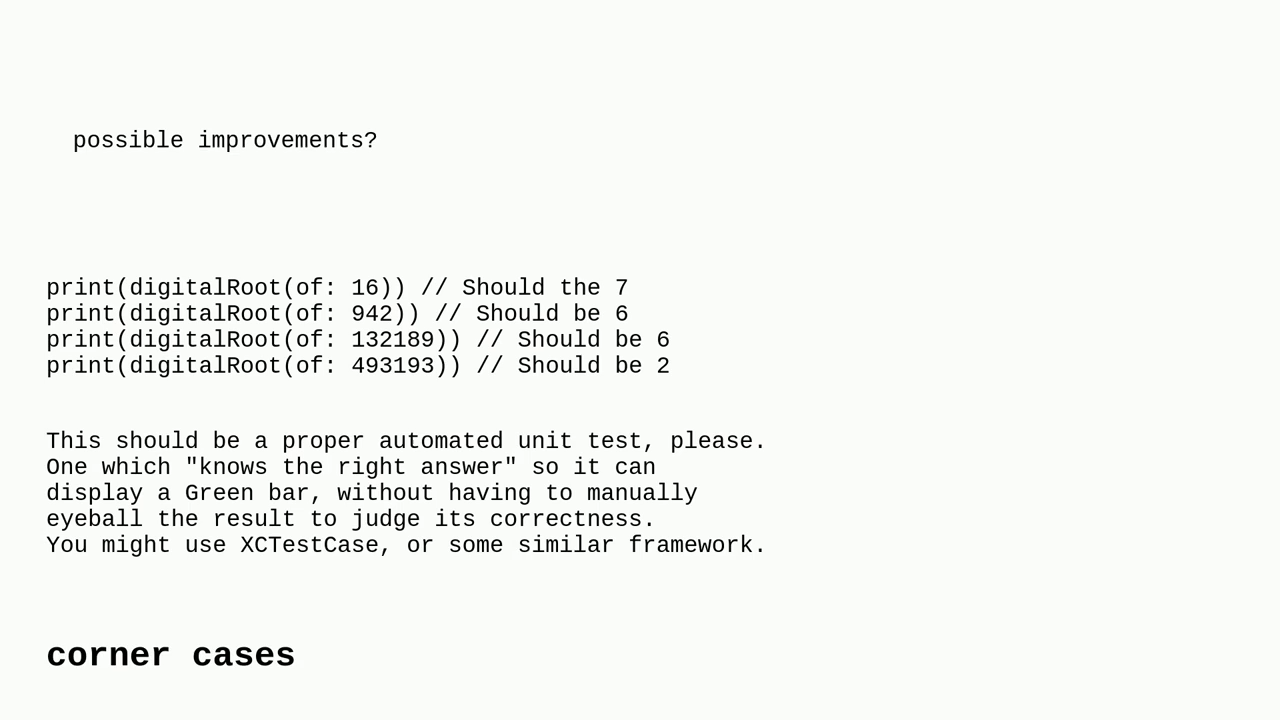 possible improvements?
print(digitalRoot(of: 16)) // Should the 7
print(digitalRoot(of: 942)) // Should be 6
print(digitalRoot(of: 132189)) // Should be 6
print(digitalRoot(of: 493193)) // Should be 2
This should be a proper automated unit test, please.
One which "knows the right answer" so it can
display a Green bar, without having to manually
eyeball the result to judge its correctness.
You might use XCTestCase, or some similar framework.
corner cases